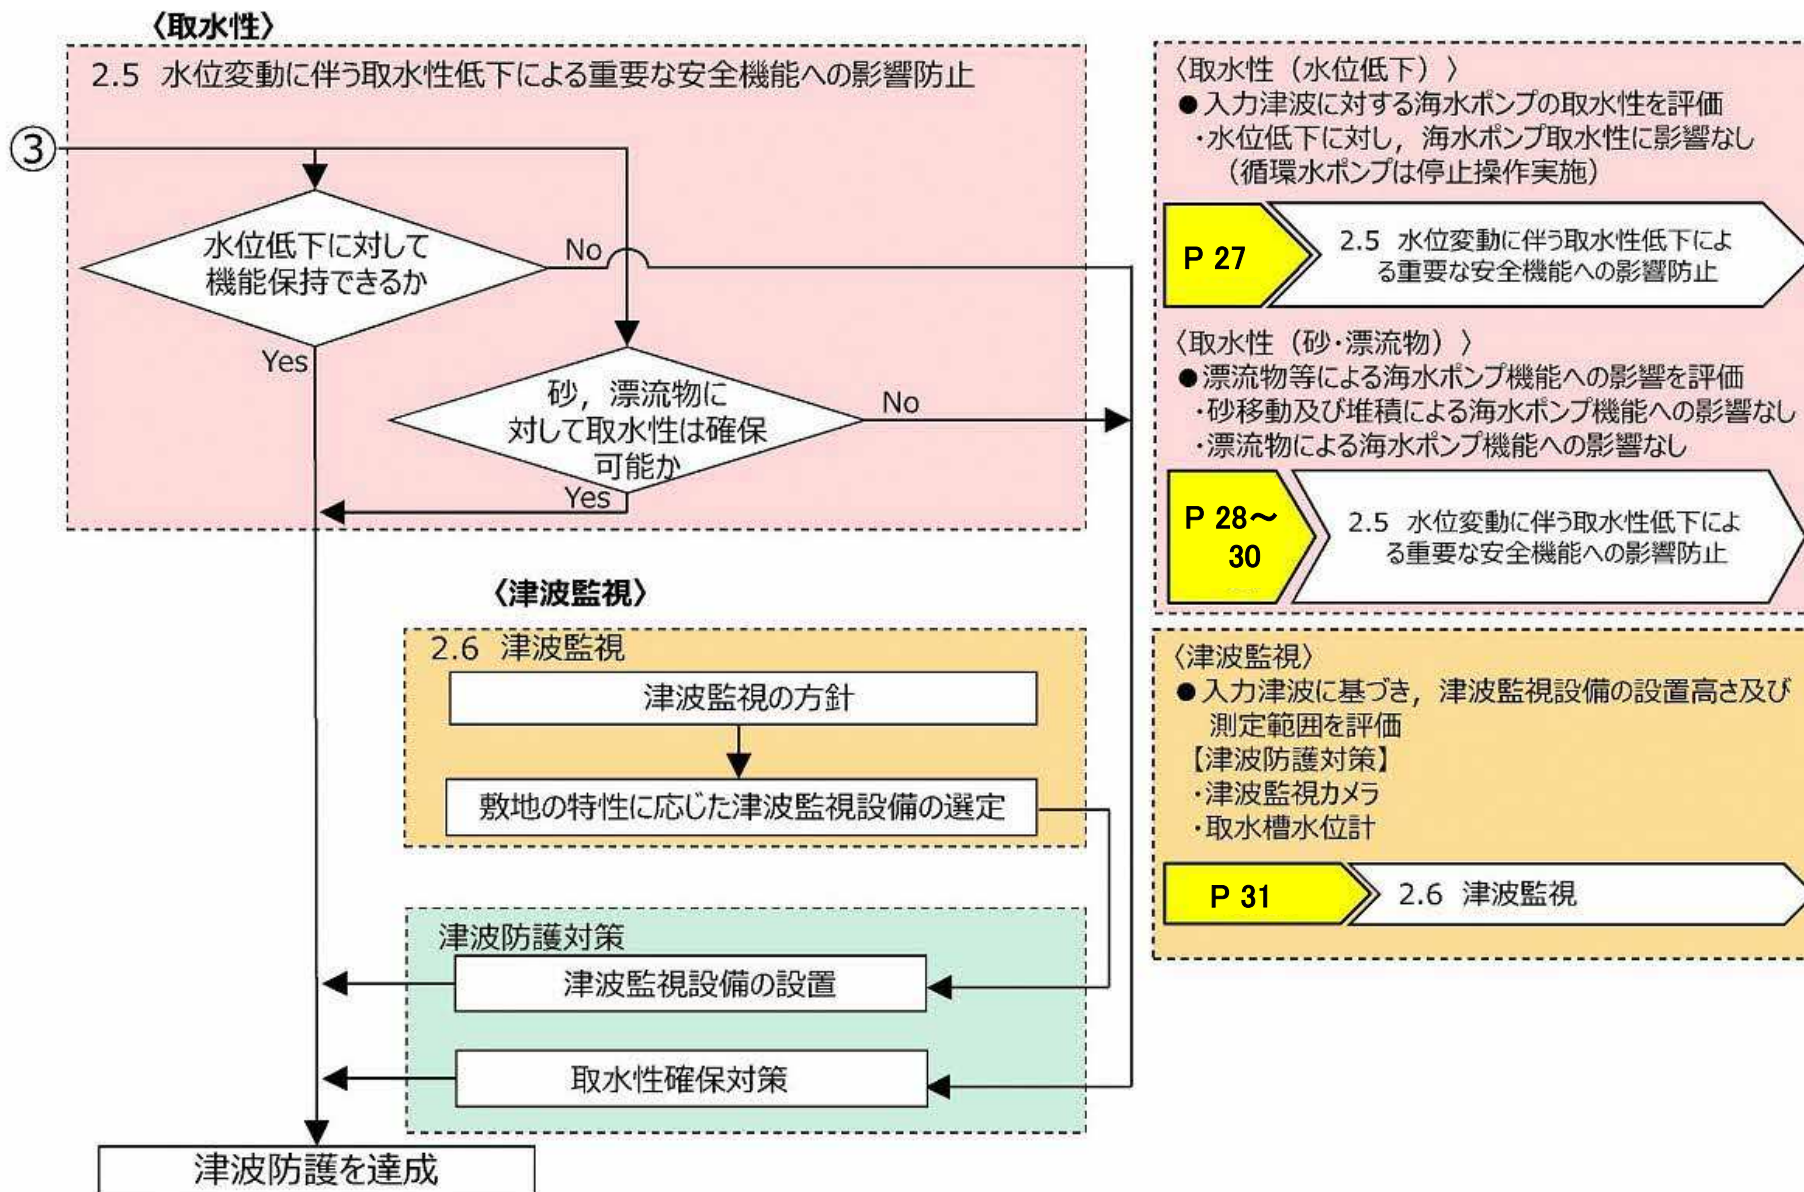 〈取水性〉
2.5 水位変動に伴う取水性低下による重要な安全機能への影響防止
③
水位低下に対して
機能保持できるか
No
Yes
砂，漂流物に
対して取水性は確保
可能か
No
Yes
〈津波監視〉
2.6 津波監視
津波監視の方針
敷地の特性に応じた津波監視設備の選定
津波防護対策
津波監視設備の設置
取水性確保対策
津波防護を達成
〈取水性（水位低下）〉
●入力津波に対する海水ポンプの取水性を評価
・水位低下に対し，海水ポンプ取水性に影響なし
（循環水ポンプは停止操作実施）
P 27
2.5 水位変動に伴う取水性低下によ
る重要な安全機能への影響防止
〈取水性（砂・漂流物）〉
●漂流物等による海水ポンプ機能への影響を評価
・砂移動及び堆積による海水ポンプ機能への影響なし
・漂流物による海水ポンプ機能への影響なし
P 28～
30
2.5 水位変動に伴う取水性低下によ
る重要な安全機能への影響防止
〈津波監視〉
●入力津波に基づき，津波監視設備の設置高さ及び
測定範囲を評価
【津波防護対策】
・津波監視カメラ
・取水槽水位計
P 31
2.6 津波監視